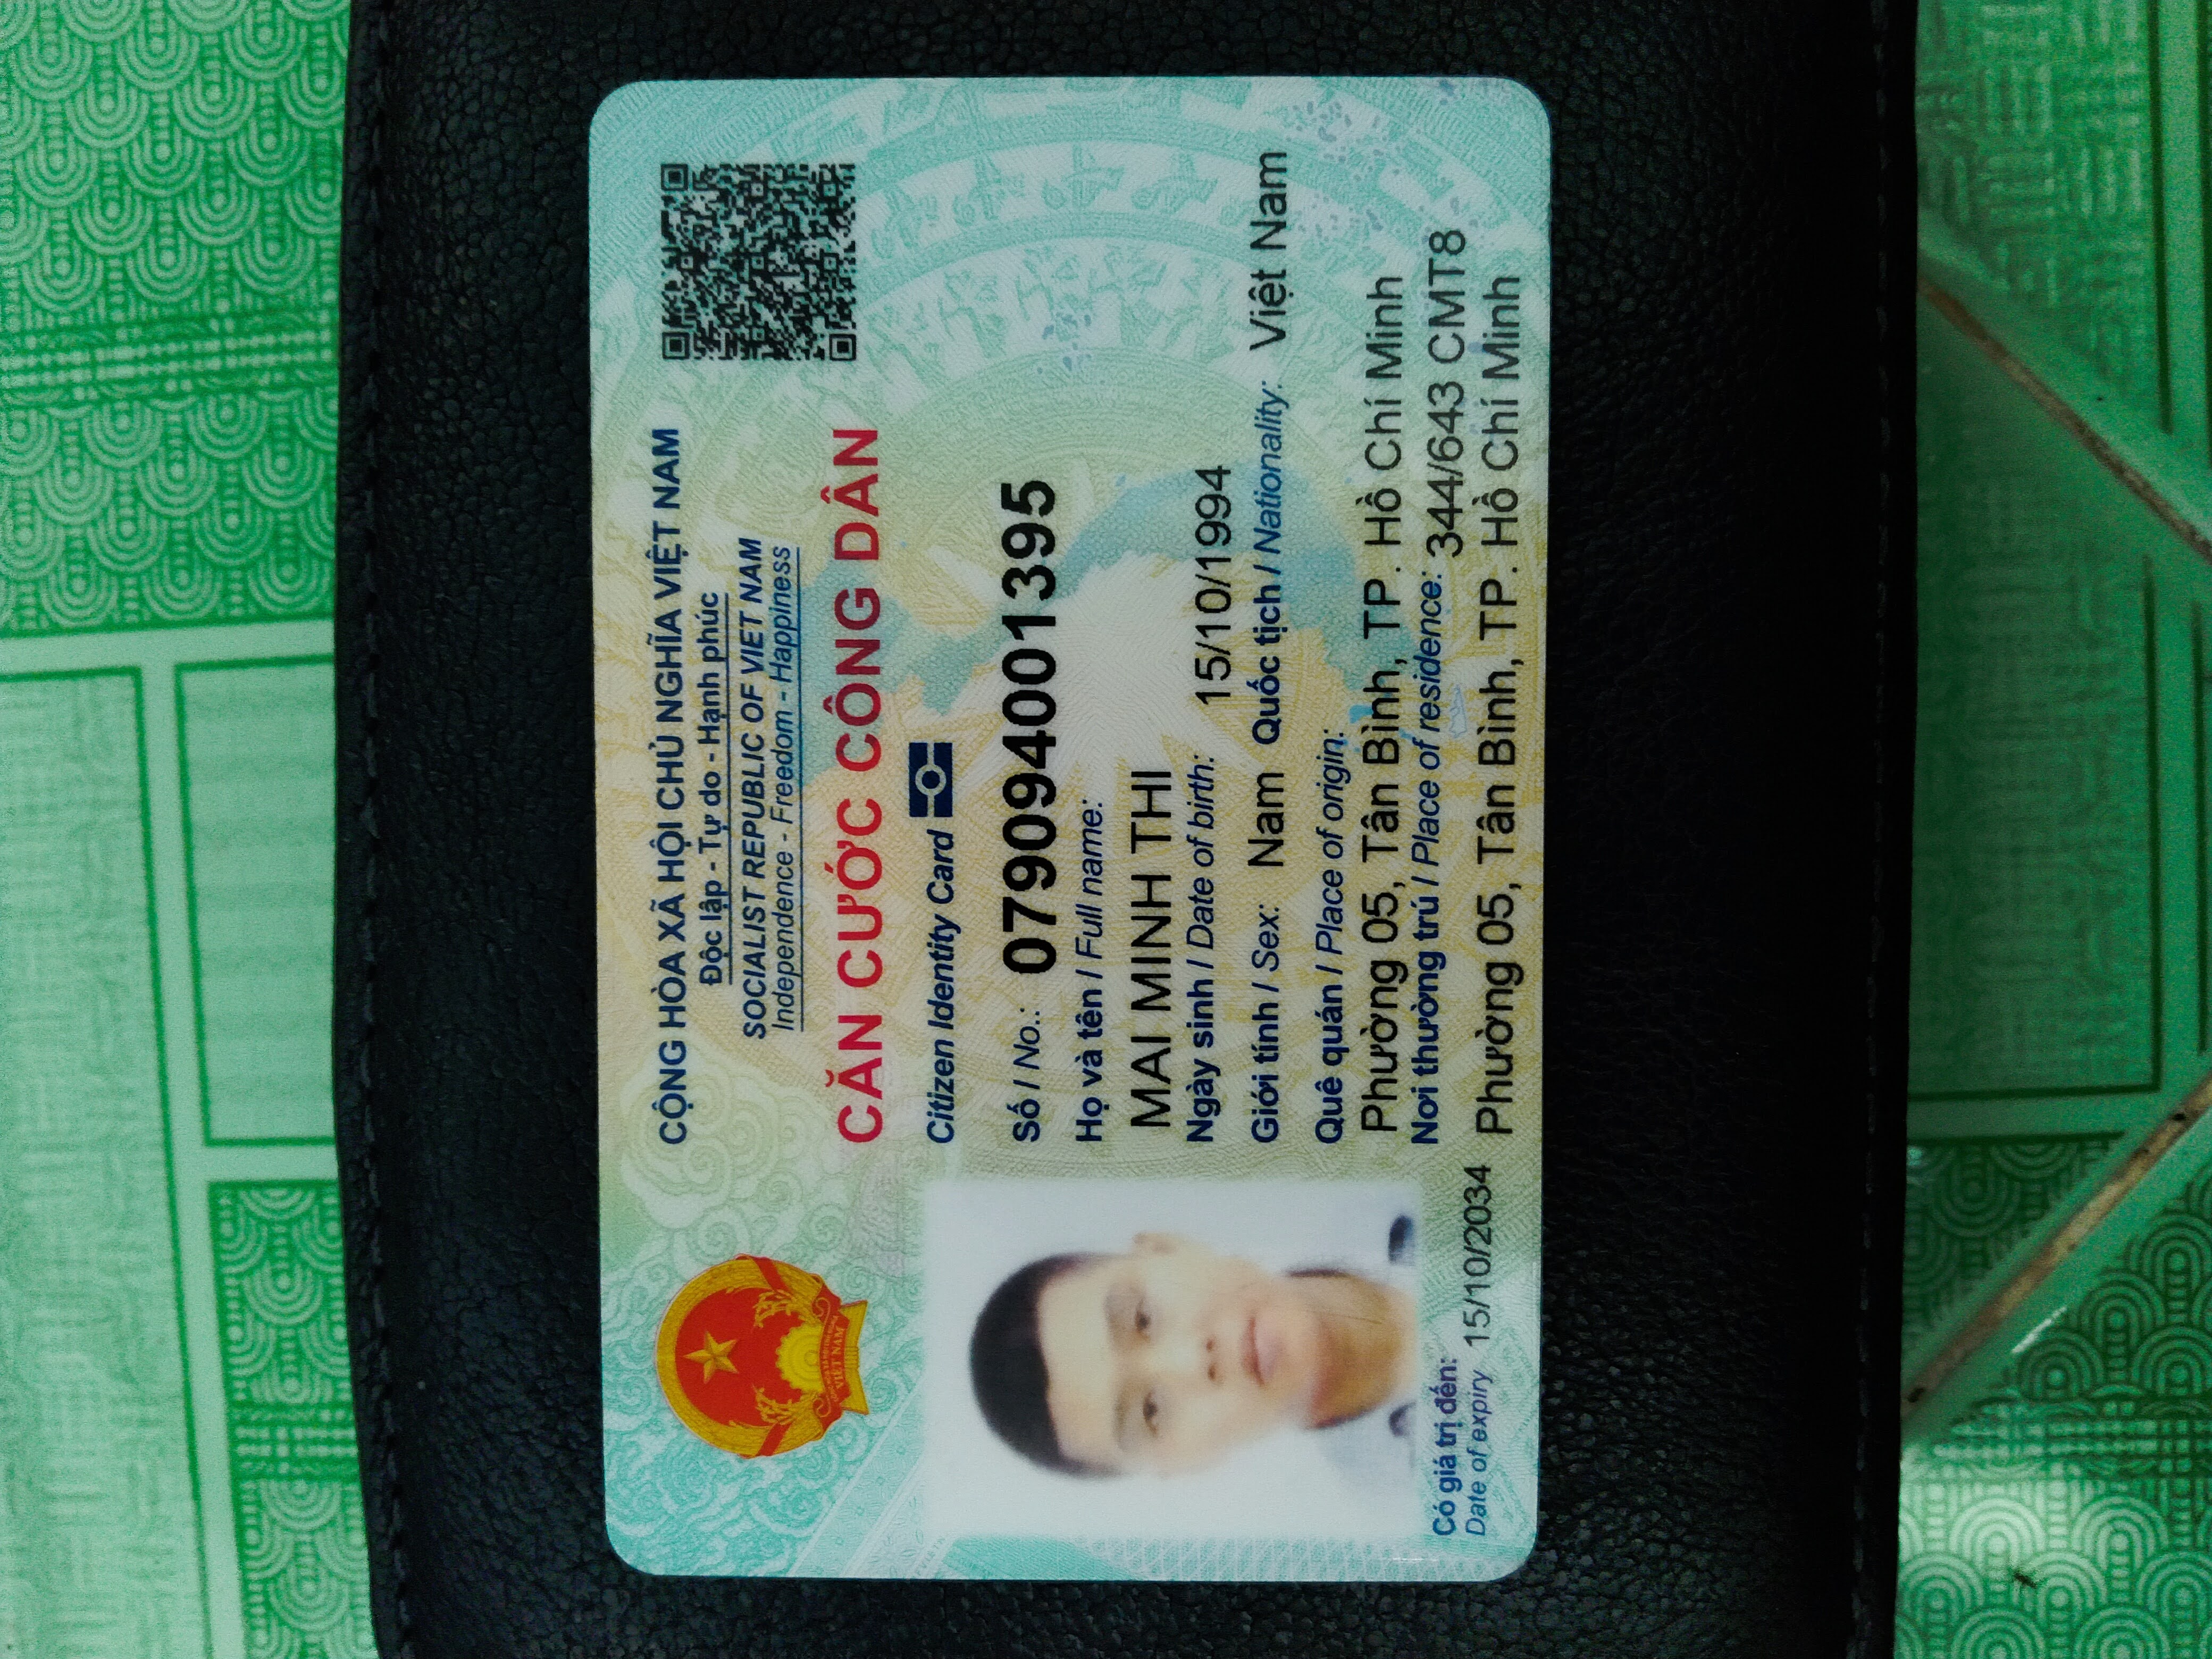 CỘNG HÒA XÃ HỘI CHỦ NGHĨA VIỆT NAM
Độc lập - Tự do - Hạnh phúc
SOCIALIST REPUBLIC OF VIET NAM
Independence - Freedom - Happiness
CĂN CƯỚC CÔNG DÂN
Citizen Identity Card
Số / No.: 079094001395
Họ và tên / Full name:
MAI MINH THI
Ngày sinh / Date of birth: 15/10/1994
Giới tính / Sex: Nam Quốc tịch / Nationality: Việt Nam
Quê quán / Place of origin:
Phường 05, Tân Bình, TP. Hồ Chí Minh
Nơi thường trú / Place of residence: 344/643 CMT8
Phường 05, Tân Bình, TP. Hồ Chí Minh
Có giá trị đến: 15/10/2034
Date of expiry
VIỆT NAM